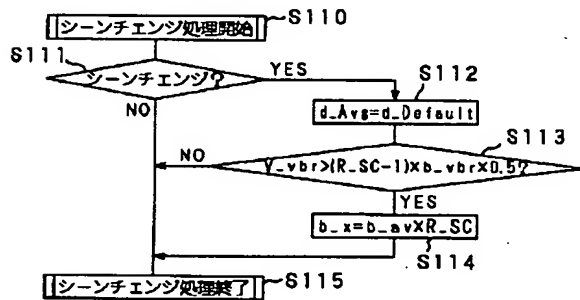 シーンチェンジ処理開始 S110
S111
シーンチェンジ? YES
S112
NO
d_Avg=d_Default
S113
NO
V_vbr>(R_SC-1)×b_vbr×0.5?
YES
b_x=b_av×R_SC
S114
シーンチェンジ処理終了 S115